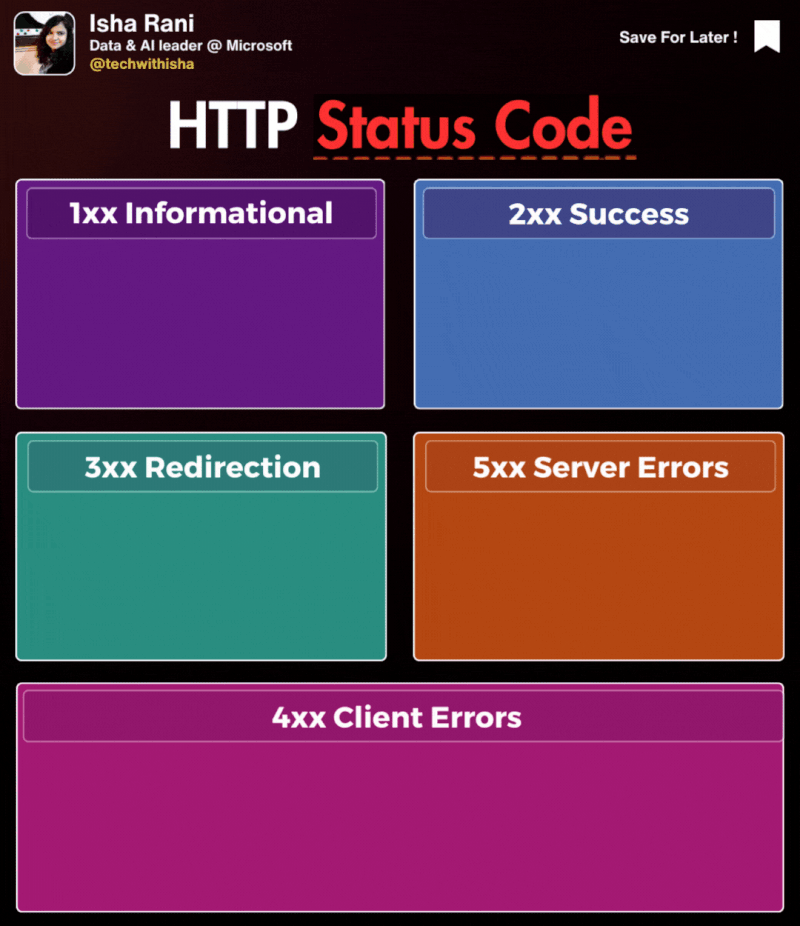 Isha Rani
Data & AI leader @ Microsoft
@techwithisha
Save For Later !
HTTP Status Code
1xx Informational
2xx Success
3xx Redirection
5xx Server Errors
4xx Client Errors